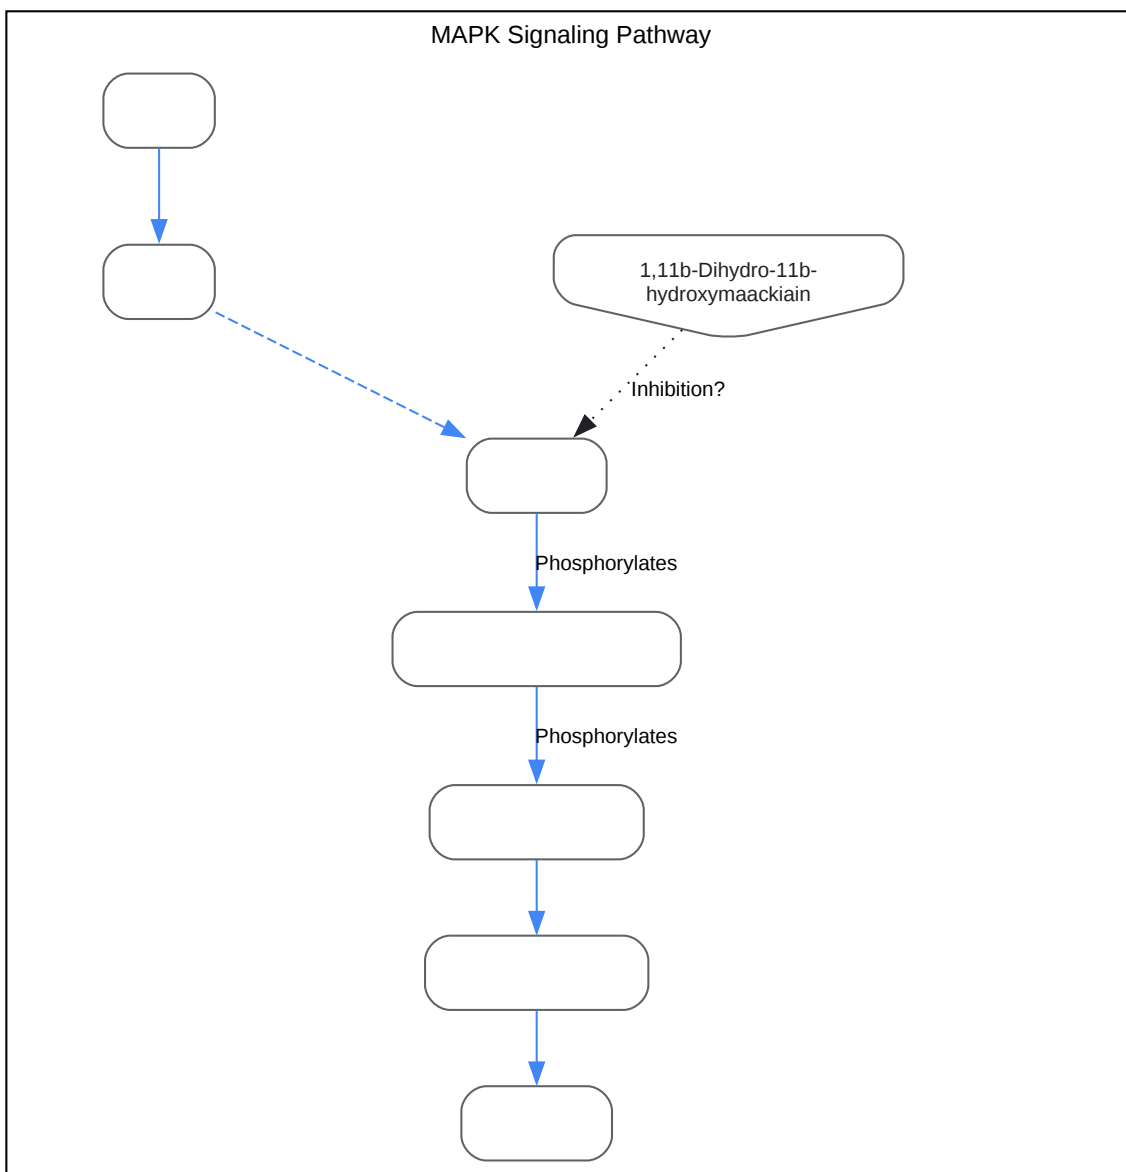 MAPK Signaling Pathway
1,11b-Dihydro-11b-
hydroxymaackiain
Inhibition?
Phosphorylates
Phosphorylates